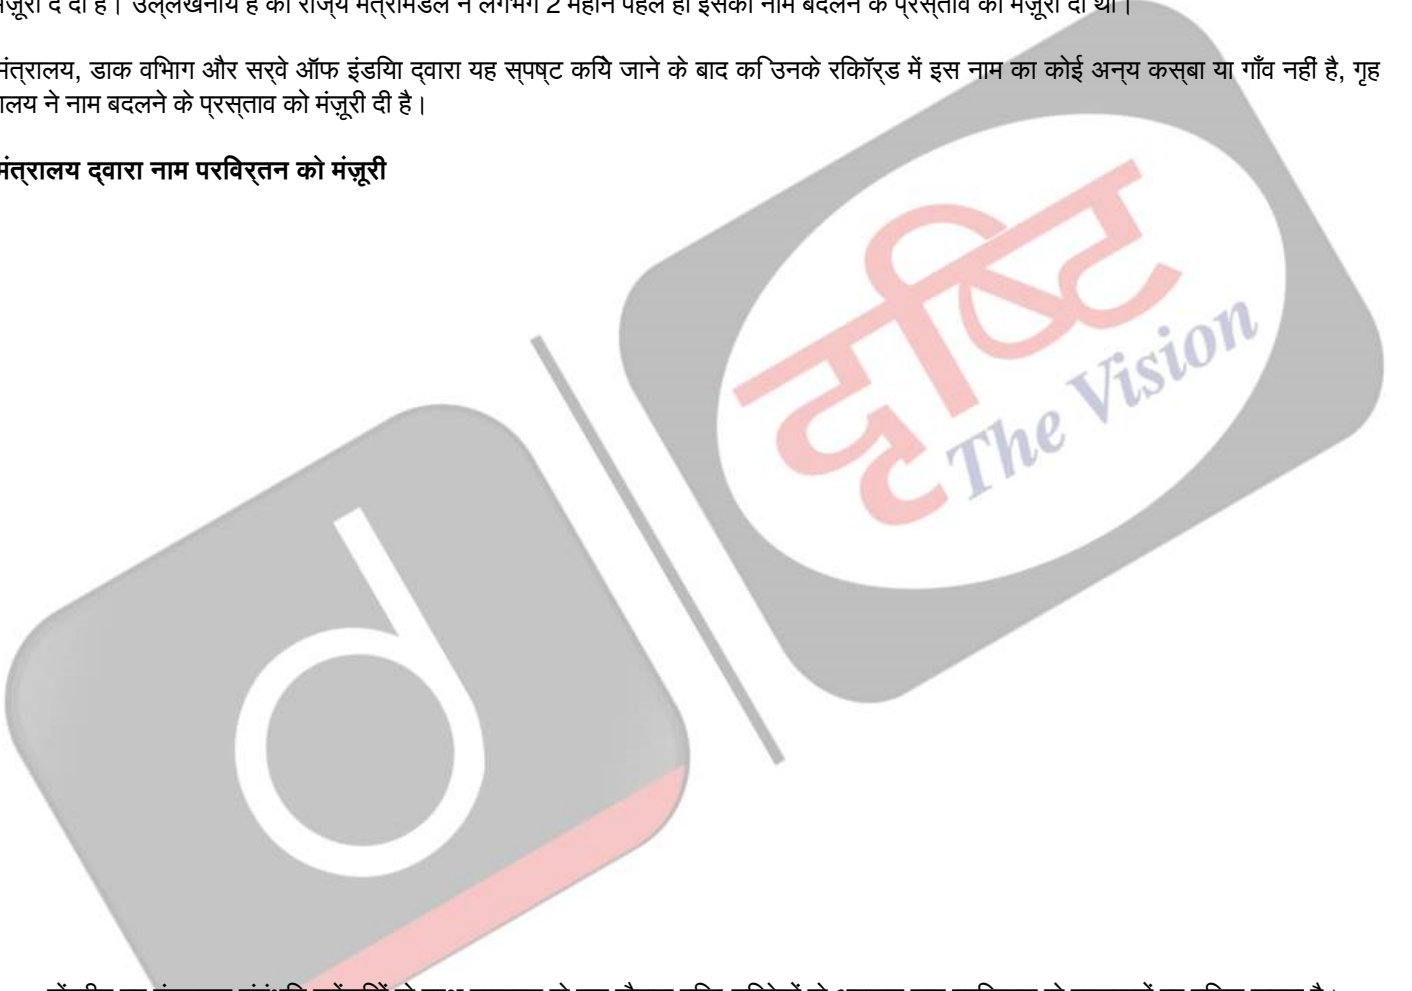 मंज़ूरी दे दी है। उल्लेखनीय है की राज्य मंत्रिमंडल ने लगभग 2 महीने पहले ही इसका नाम बदलने के प्रस्ताव को मंज़ूरी दी थी।
मंत्रालय, डाक विभाग और सर्वे ऑफ इंडिया द्वारा यह स्पष्ट किये जाने के बाद कि उनके रिकॉर्ड में इस नाम का कोई अन्य कस्बा या गाँव नहीं है, गृह
ालय ने नाम बदलने के प्रस्ताव को मंज़ूरी दी है।
मंत्रालय द्वारा नाम परिवर्तन को मंज़ूरी
दृष्टि
The Vision
d